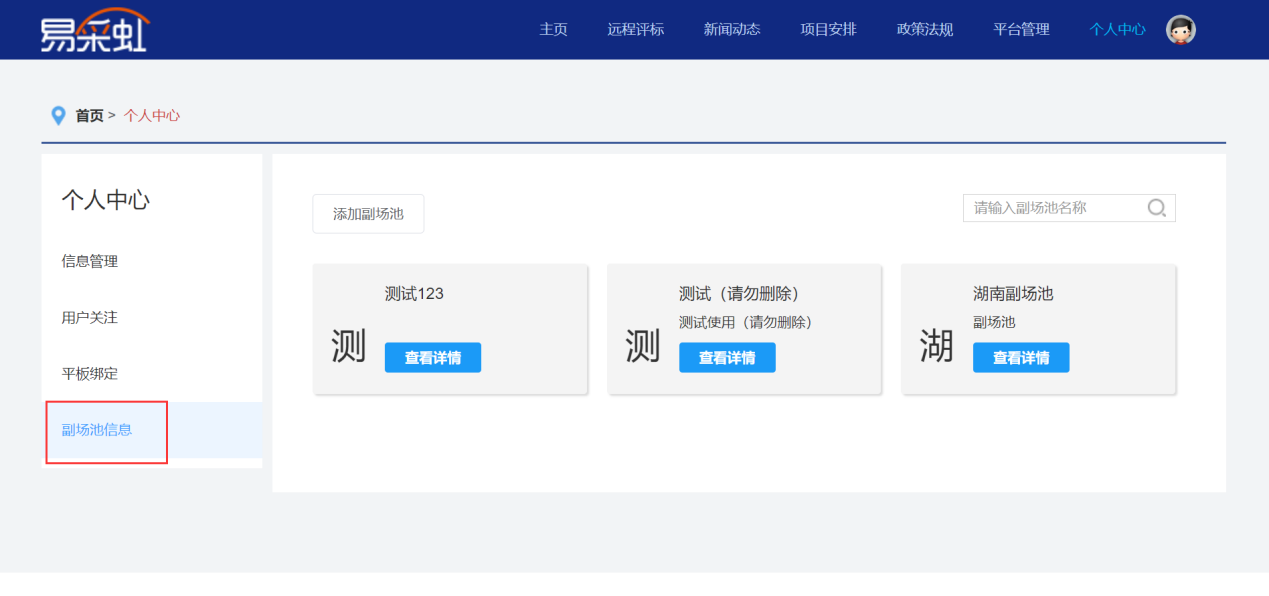 易采虹
主页 远程评标 新闻动态 项目安排 政策法规 平台管理 个人中心
首页 > 个人中心
个人中心
信息管理
用户关注
平板绑定
副场池信息
添加副场池
请输入副场池名称
测
测试123
查看详情
测
测试（请勿删除）
测试使用（请勿删除）
查看详情
湖
湖南副场池
副场池
查看详情